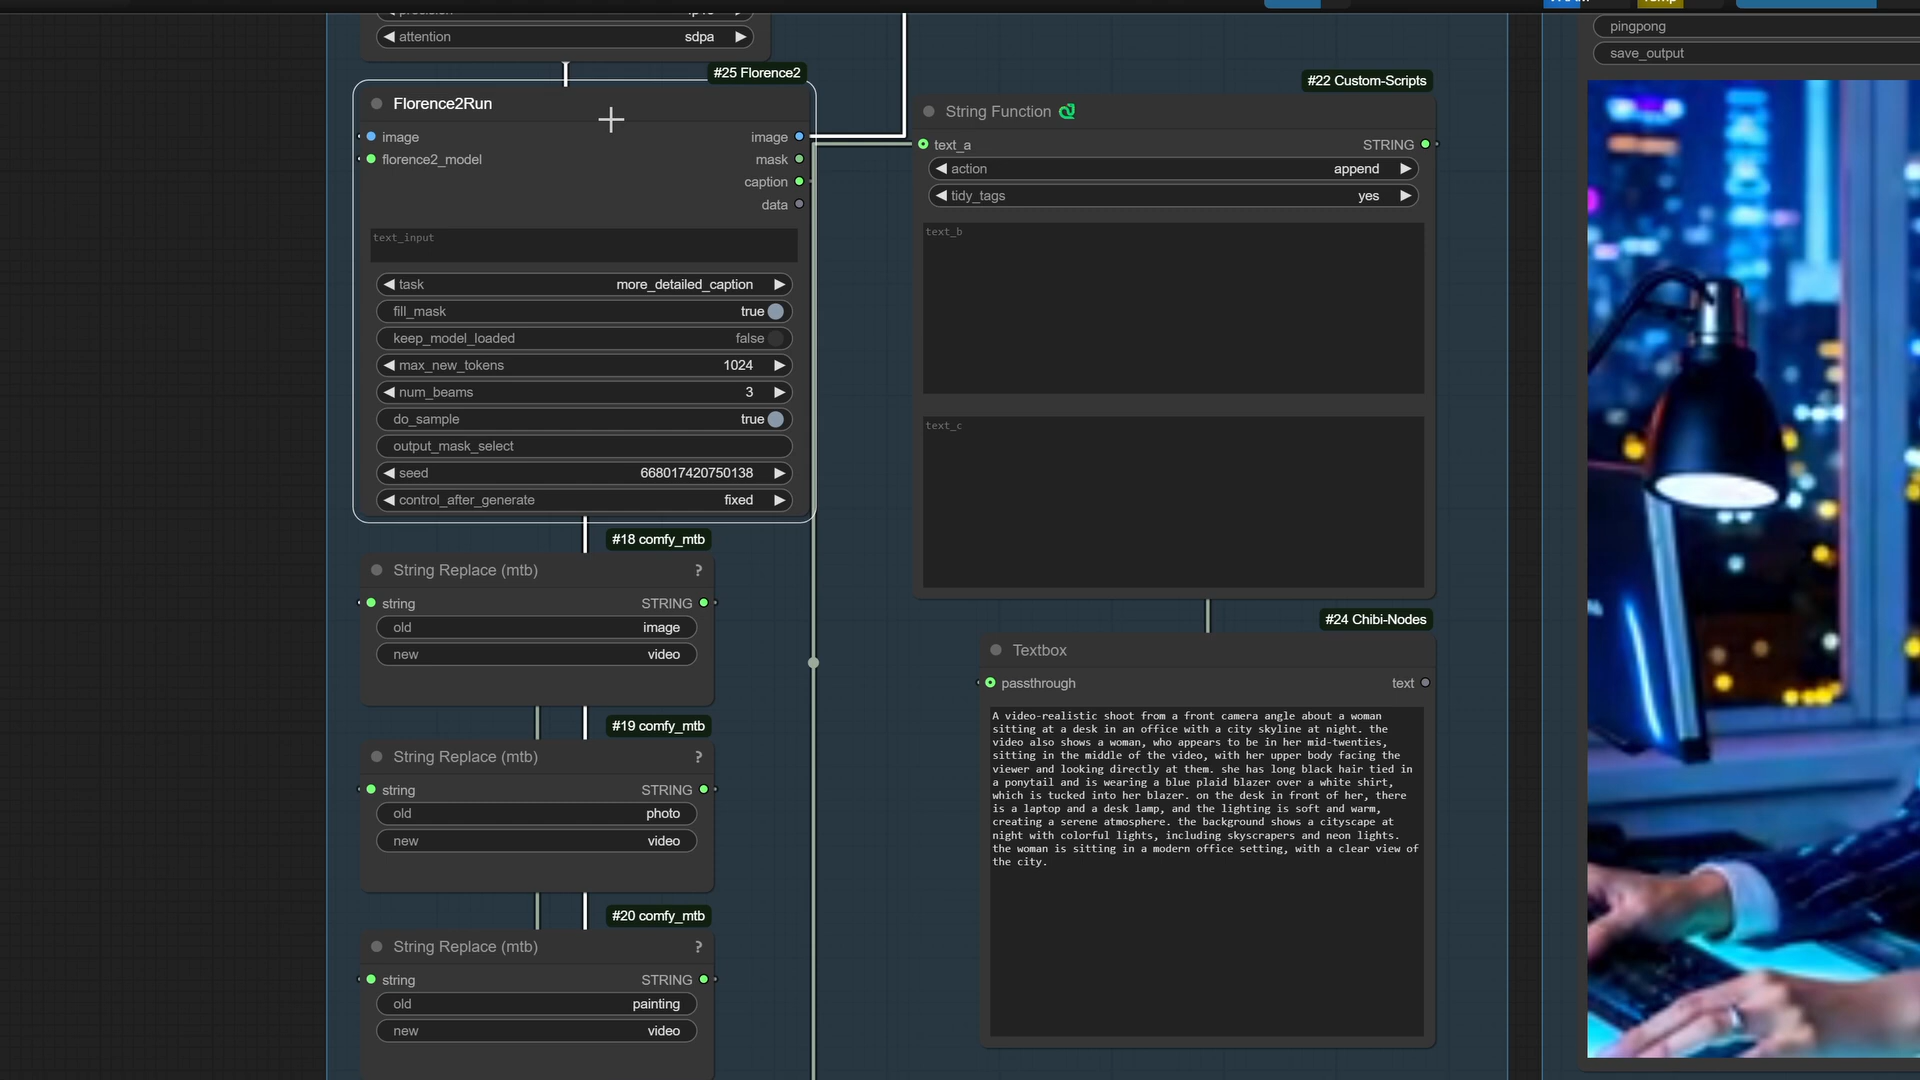 attention sdpa
#25 Florence2
Florence2Run
image image
florence2_model mask
caption
data
text_input
task more_detailed_caption
fill_mask true
keep_model_loaded false
max_new_tokens 1024
num_beams 3
do_sample true
output_mask_select
seed 668017420750138
control_after_generate fixed
#18 comfy_mtb
String Replace (mtb) ?
string STRING
old image
new video
#19 comfy_mtb
String Replace (mtb) ?
string STRING
old photo
new video
#20 comfy_mtb
String Replace (mtb) ?
string STRING
old painting
new video
#22 Custom-Scripts
String Function
text_a STRING
action append
tidy_tags yes
text_b
text_c
#24 Chibi-Nodes
Textbox
passthrough text
A video-realistic shoot from a front camera angle about a woman
sitting at a desk in an office with a city skyline at night. the
video also shows a woman, who appears to be in her mid-twenties,
sitting in the middle of the video, with her upper body facing the
viewer and looking directly at them. she has long black hair tied in
a ponytail and is wearing a blue plaid blazer over a white shirt,
which is tucked into her blazer. on the desk in front of her, there
is a laptop and a desk lamp, and the lighting is soft and warm,
creating a serene atmosphere. the background shows a cityscape at
night with colorful lights, including skyscrapers and neon lights.
the woman is sitting in a modern office setting, with a clear view of
the city.
pingpong
save_output